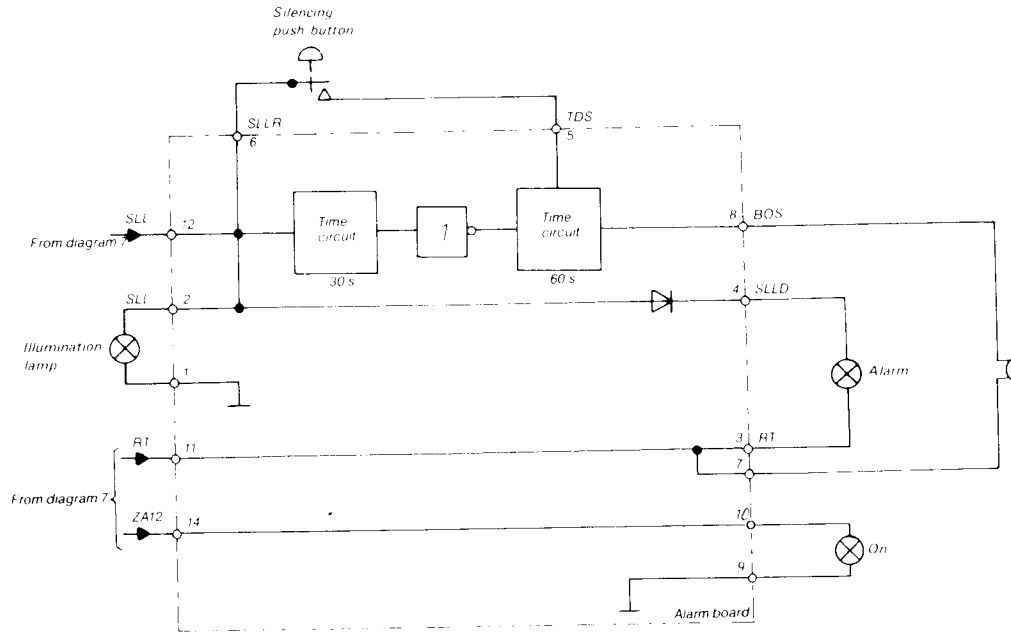 Silencing
push button
SLLR
6
TDS
5
SLL
12
From diagram 7
Time
circuit
30 s
1
Time
circuit
60 s
8
BOS
SLL
2
4
SLLD
Illumination
lamp
1
Alarm
RT
11
3
RT
7
From diagram 7
ZA12
14
10
On
9
Alarm board